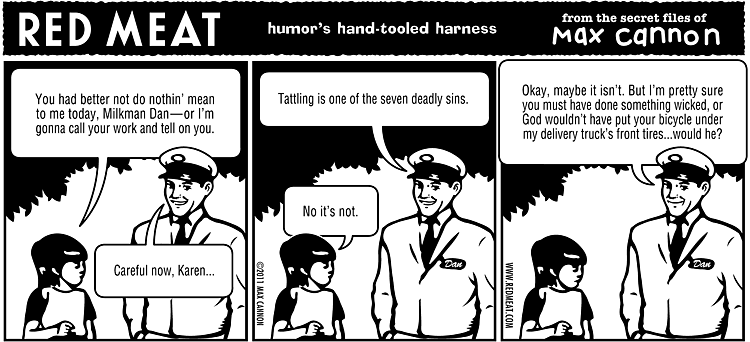 RED MEAT
humor's hand-tooled harness
from the secret files of
Max cannon
You had better not do nothin' mean
to me today, Milkman Dan—or I'm
gonna call your work and tell on you.
Careful now, Karen...
Tattling is one of the seven deadly sins.
No it's not.
Dan
©2011 MAX CANNON
Okay, maybe it isn't. But I'm pretty sure
you must have done something wicked, or
God wouldn't have put your bicycle under
my delivery truck's front tires...would he?
Dan
WWW.REDMEAT.COM